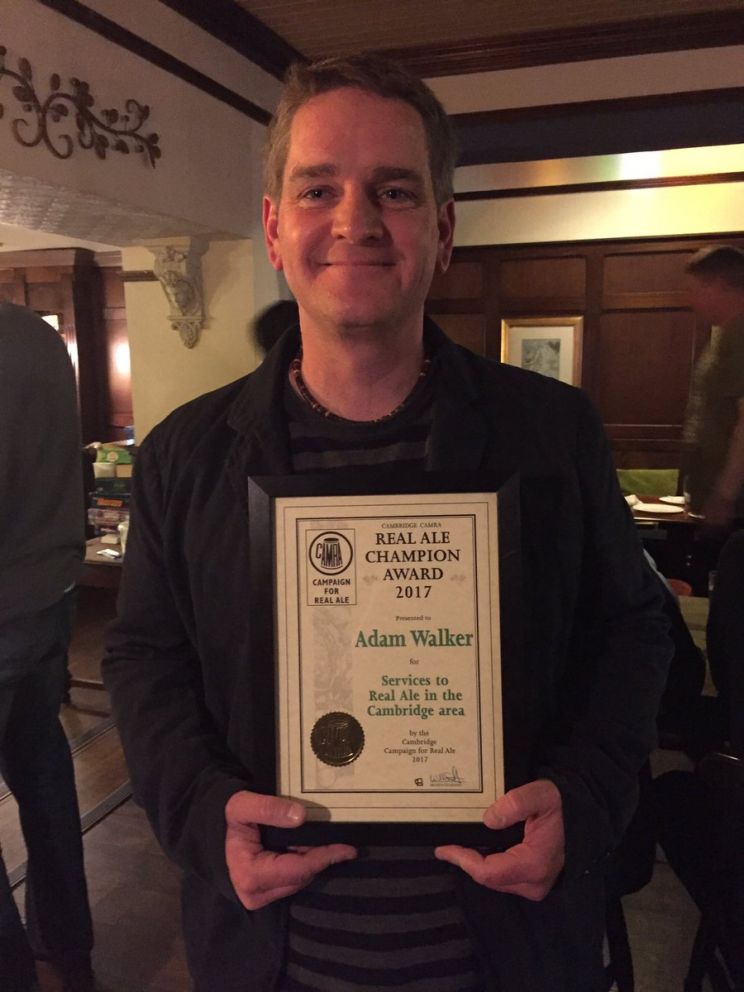 CAMBRIDGE CAMRA
REAL ALE
CHAMPION
AWARD
2017
CAMRA
CAMPAIGN
FOR
REAL ALE
Presented to
Adam Walker
for
Services to
Real Ale in the
Cambridge area
by the
Cambridge
Campaign for Real Ale
2017